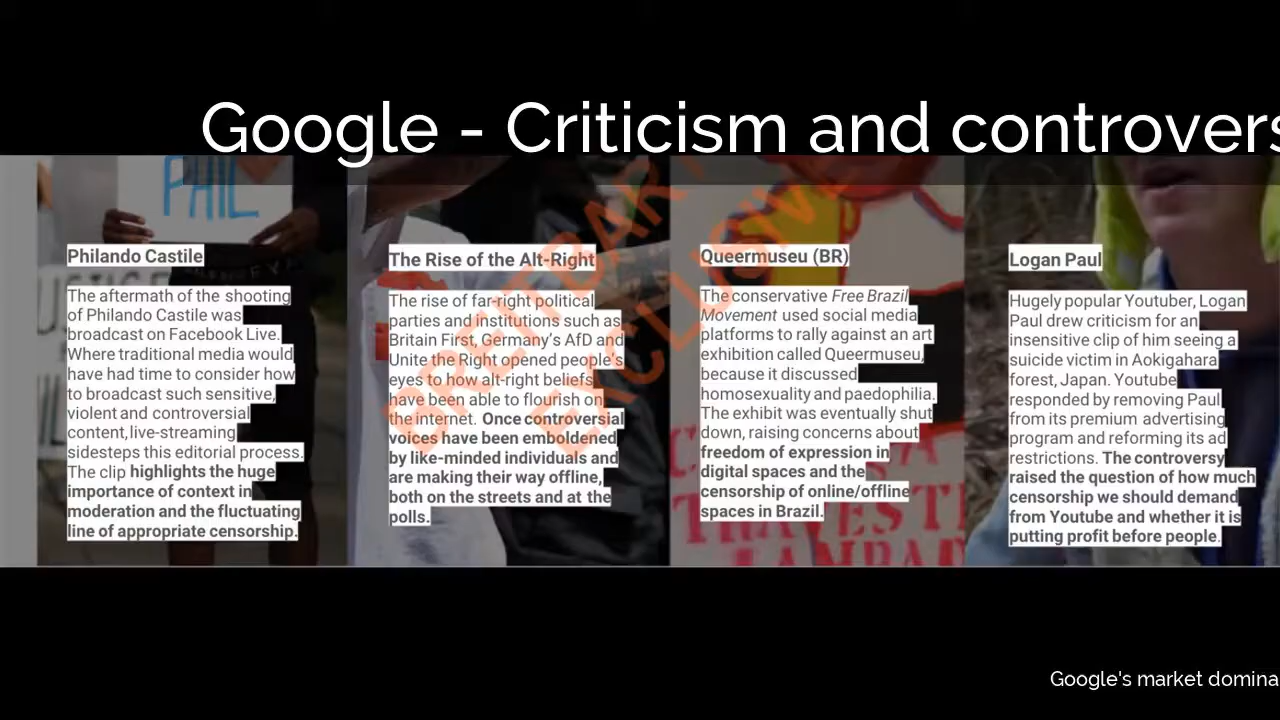 Google - Criticism and controvers
PHIL
BREITBART
EXCLUSIVE
Philando Castile
The aftermath of the shooting
of Philando Castile was
broadcast on Facebook Live.
Where traditional media would
have had time to consider how
to broadcast such sensitive,
violent and controversial
content, live-streaming
sidesteps this editorial process.
The clip highlights the huge
importance of context in
moderation and the fluctuating
line of appropriate censorship.
The Rise of the Alt-Right
The rise of far-right political
parties and institutions such as
Britain First, Germany's AfD and
Unite the Right opened people's
eyes to how alt-right beliefs
have been able to flourish on
the internet. Once controversial
voices have been emboldened
by like-minded individuals and
are making their way offline,
both on the streets and at the
polls.
Queermuseu (BR)
The conservative Free Brazil
Movement used social media
platforms to rally against an art
exhibition called Queermuseu,
because it discussed
homosexuality and paedophilia.
The exhibit was eventually shut
down, raising concerns about
freedom of expression in
digital spaces and the
censorship of online/offline
spaces in Brazil.
Logan Paul
Hugely popular Youtuber, Logan
Paul drew criticism for an
insensitive clip of him seeing a
suicide victim in Aokigahara
forest, Japan. Youtube
responded by removing Paul
from its premium advertising
program and reforming its ad
restrictions. The controversy
raised the question of how much
censorship we should demand
from Youtube and whether it is
putting profit before people.
Google's market domina